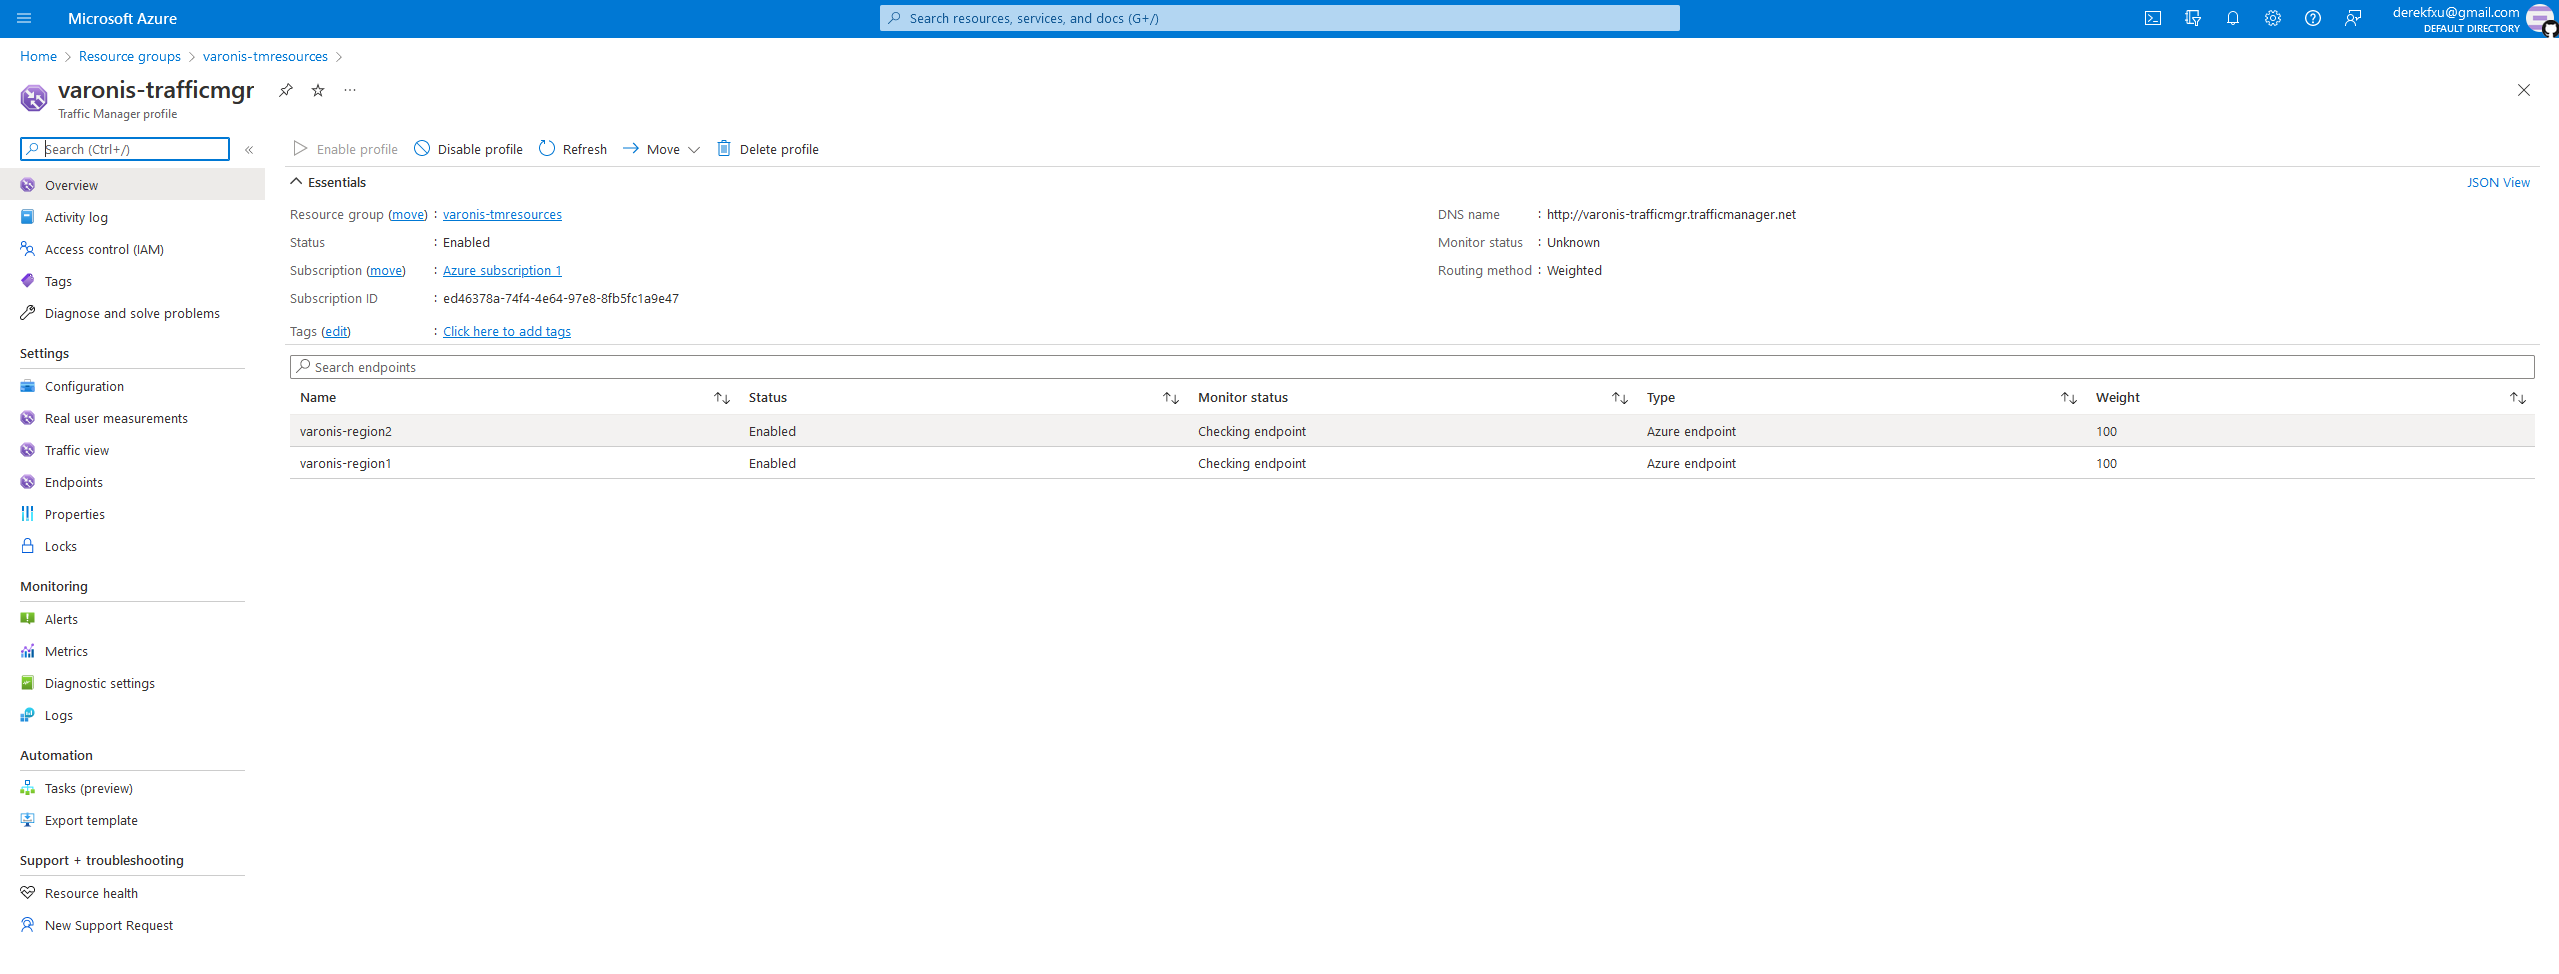 Microsoft Azure
Search resources, services, and docs (G+/)
derekfxu@gmail.com
DEFAULT DIRECTORY
Home > Resource groups > varonis-tmresources >
varonis-trafficmgr
Traffic Manager profile
Search (Ctrl+/)
Overview
Activity log
Access control (IAM)
Tags
Diagnose and solve problems
Settings
Configuration
Real user measurements
Traffic view
Endpoints
Properties
Locks
Monitoring
Alerts
Metrics
Diagnostic settings
Logs
Automation
Tasks (preview)
Export template
Support + troubleshooting
Resource health
New Support Request
Enable profile Disable profile Refresh Move Delete profile
Essentials
JSON View
Resource group (move) : varonis-tmresources
Status : Enabled
Subscription (move) : Azure subscription 1
Subscription ID : ed46378a-74f4-4e64-97e8-8fb5fc1a9e47
Tags (edit) : Click here to add tags
DNS name : http://varonis-trafficmgr.trafficmanager.net
Monitor status : Unknown
Routing method : Weighted
Search endpoints
Name Status Monitor status Type Weight
varonis-region2 Enabled Checking endpoint Azure endpoint 100
varonis-region1 Enabled Checking endpoint Azure endpoint 100